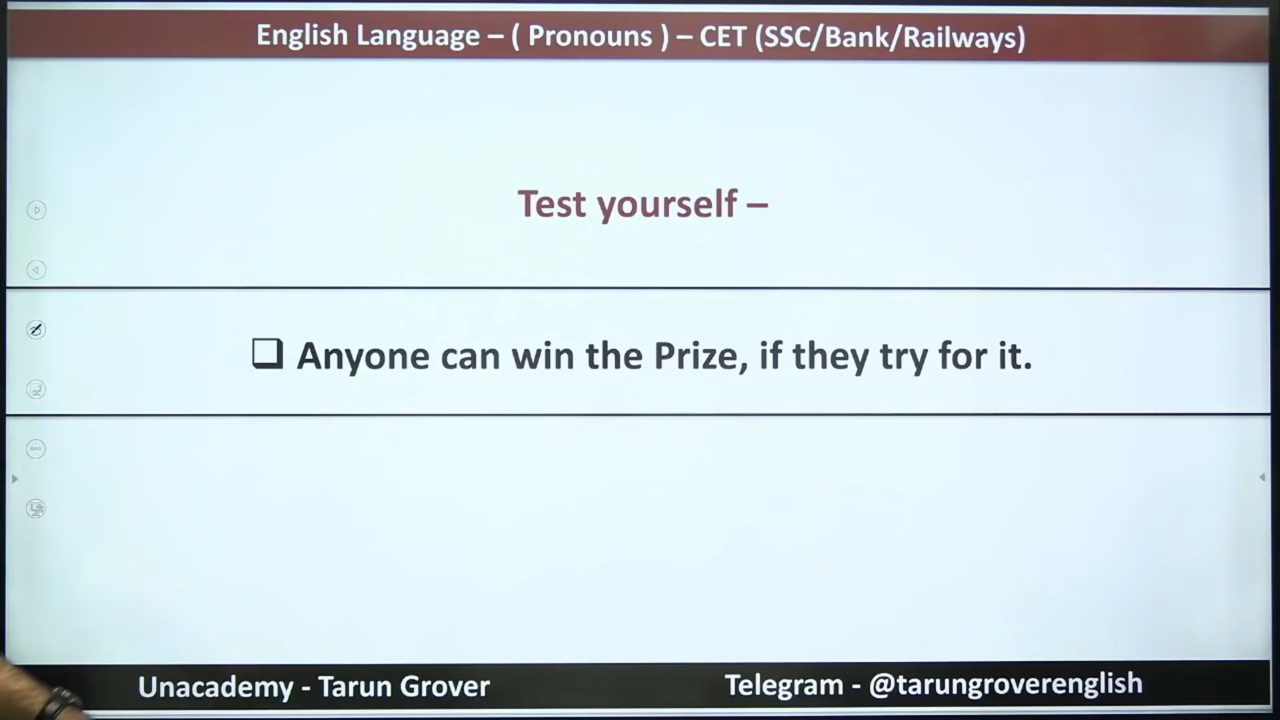 English Language – ( Pronouns ) – CET (SSC/Bank/Railways)
Test yourself –
❑ Anyone can win the Prize, if they try for it.
Unacademy - Tarun Grover
Telegram - @tarungroverenglish